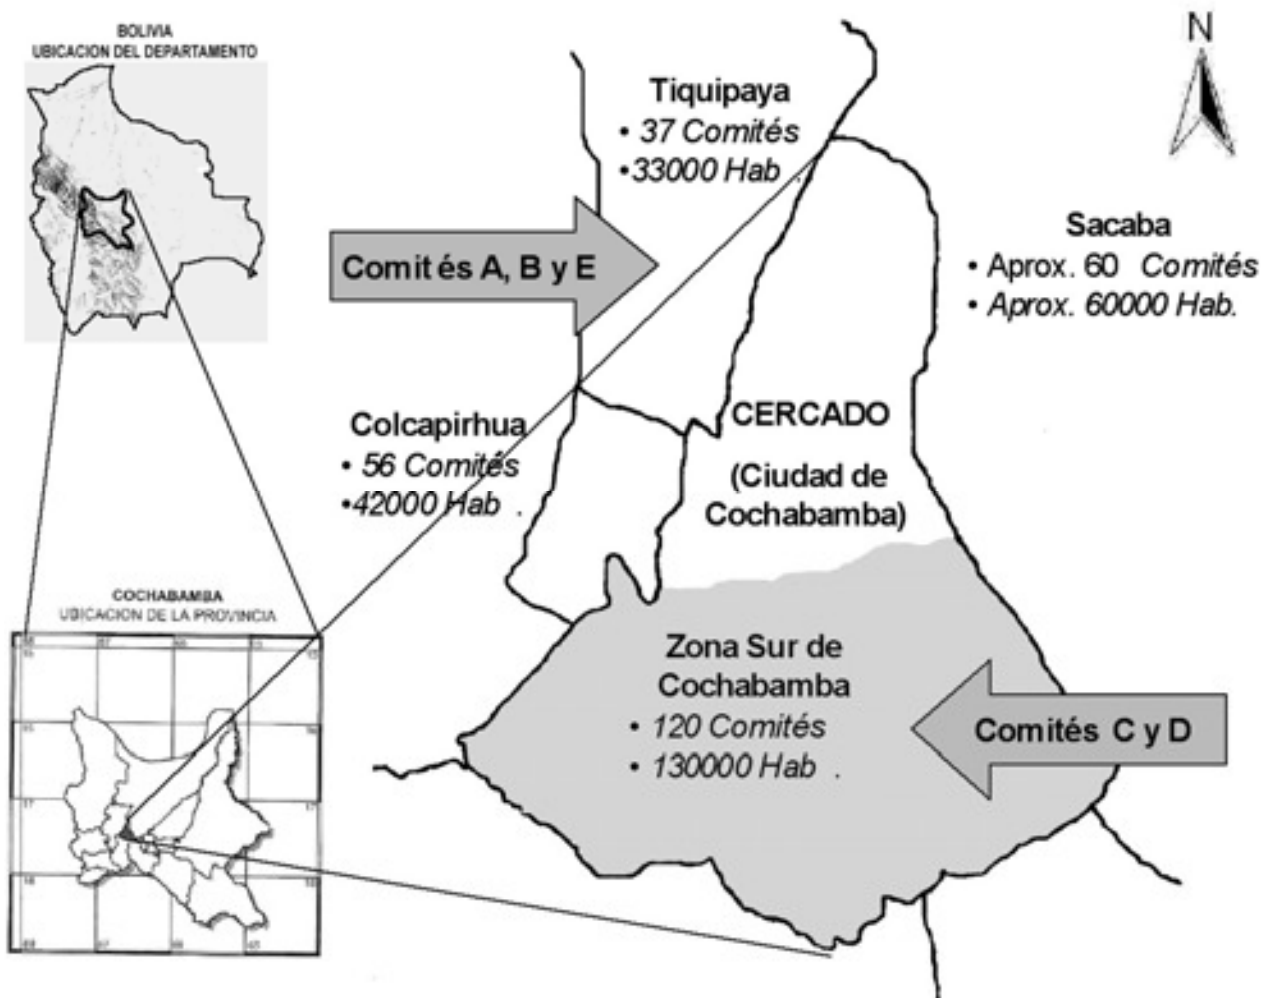 BOLIVIA
UBICACION DEL DEPARTAMENTO
N
Tiquipaya
• 37 Comités
•33000 Hab .
Sacaba
• Aprox. 60 Comités
• Aprox. 60000 Hab.
Comités A, B y E
Colcapirhua
• 56 Comités
•42000 Hab .
CERCADO
(Ciudad de
Cochabamba)
COCHABAMBA
UBICACION DE LA PROVINCIA
Zona Sur de
Cochabamba
• 120 Comités
• 130000 Hab .
Comités C y D